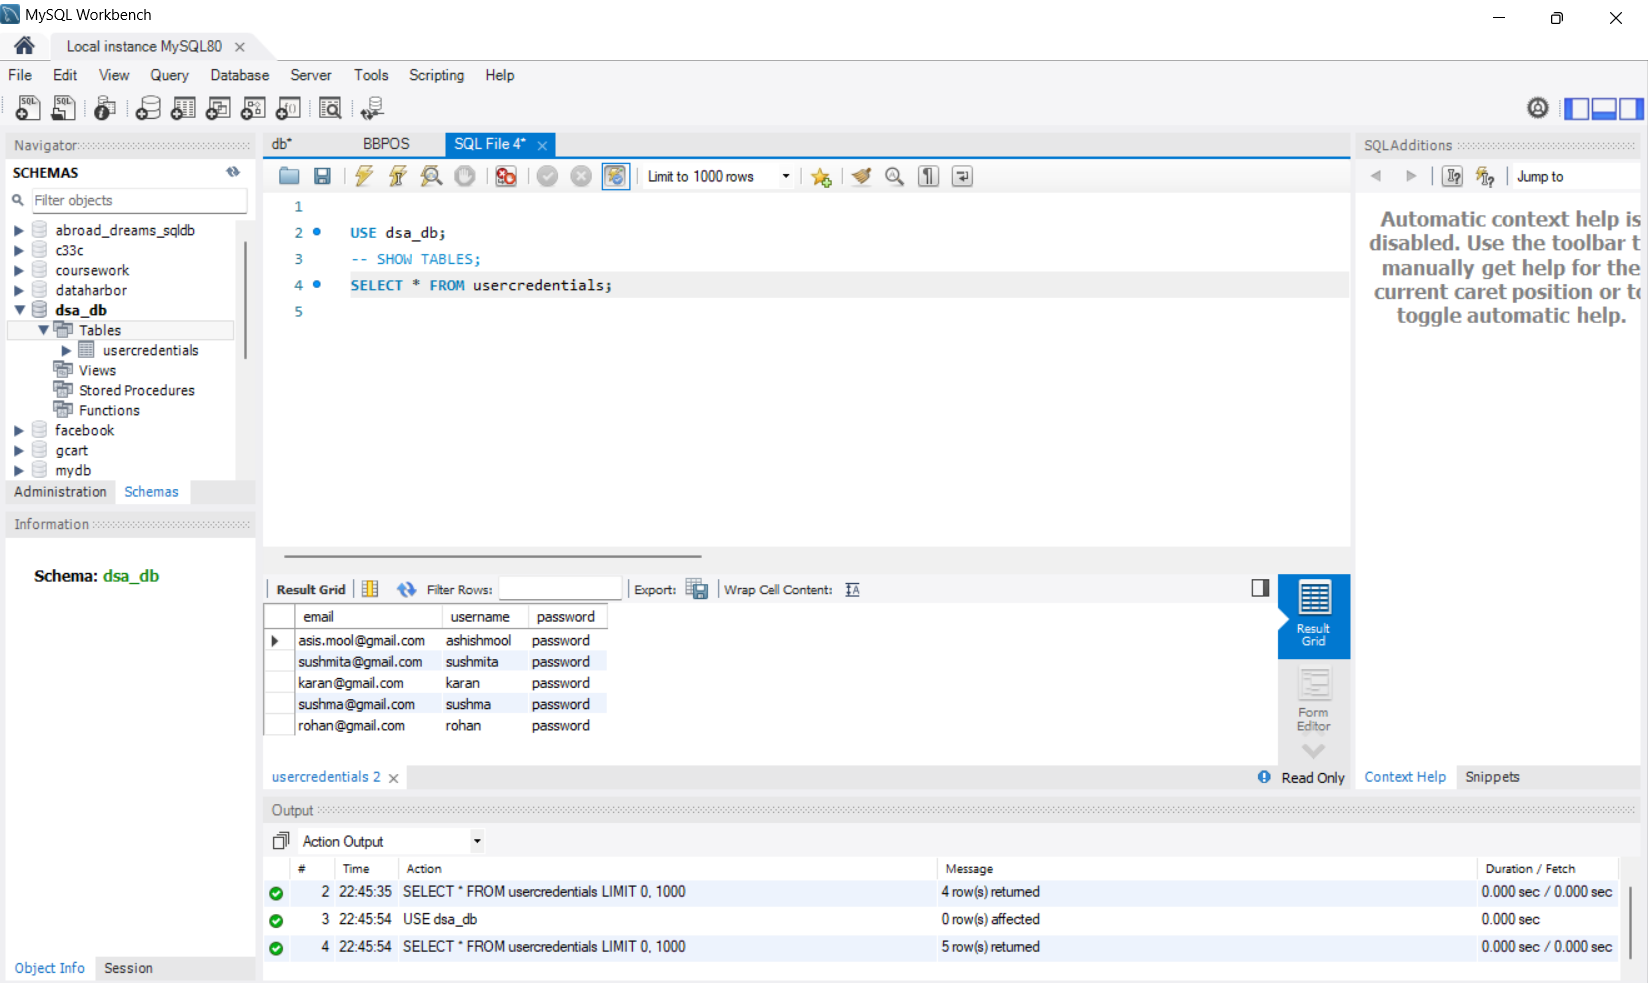 MySQL Workbench
Local instance MySQL80
File Edit View Query Database Server Tools Scripting Help
Navigator
SCHEMAS
Filter objects
abroad_dreams_sqldb
c33c
coursework
dataharbor
dsa_db
Tables
usercredentials
Views
Stored Procedures
Functions
facebook
gcart
mydb
Administration Schemas
Information
Schema: dsa_db
Object Info Session
db* BBPOS SQL File 4*
Limit to 1000 rows
1
2 USE dsa_db;
3 -- SHOW TABLES;
4 SELECT * FROM usercredentials;
5
Result Grid Filter Rows: Export: Wrap Cell Content:
email username password
asis.mool@gmail.com ashishmool password
sushmita@gmail.com sushmita password
karan@gmail.com karan password
sushma@gmail.com sushma password
rohan@gmail.com rohan password
Result
Grid
Form
Editor
usercredentials 2
Read Only
SQLAdditions
Jump to
Automatic context help is
disabled. Use the toolbar t
manually get help for the
current caret position or to
toggle automatic help.
Context Help Snippets
Output
Action Output
# Time Action Message Duration / Fetch
2 22:45:35 SELECT * FROM usercredentials LIMIT 0, 1000 4 row(s) returned 0.000 sec / 0.000 sec
3 22:45:54 USE dsa_db 0 row(s) affected 0.000 sec
4 22:45:54 SELECT * FROM usercredentials LIMIT 0, 1000 5 row(s) returned 0.000 sec / 0.000 sec